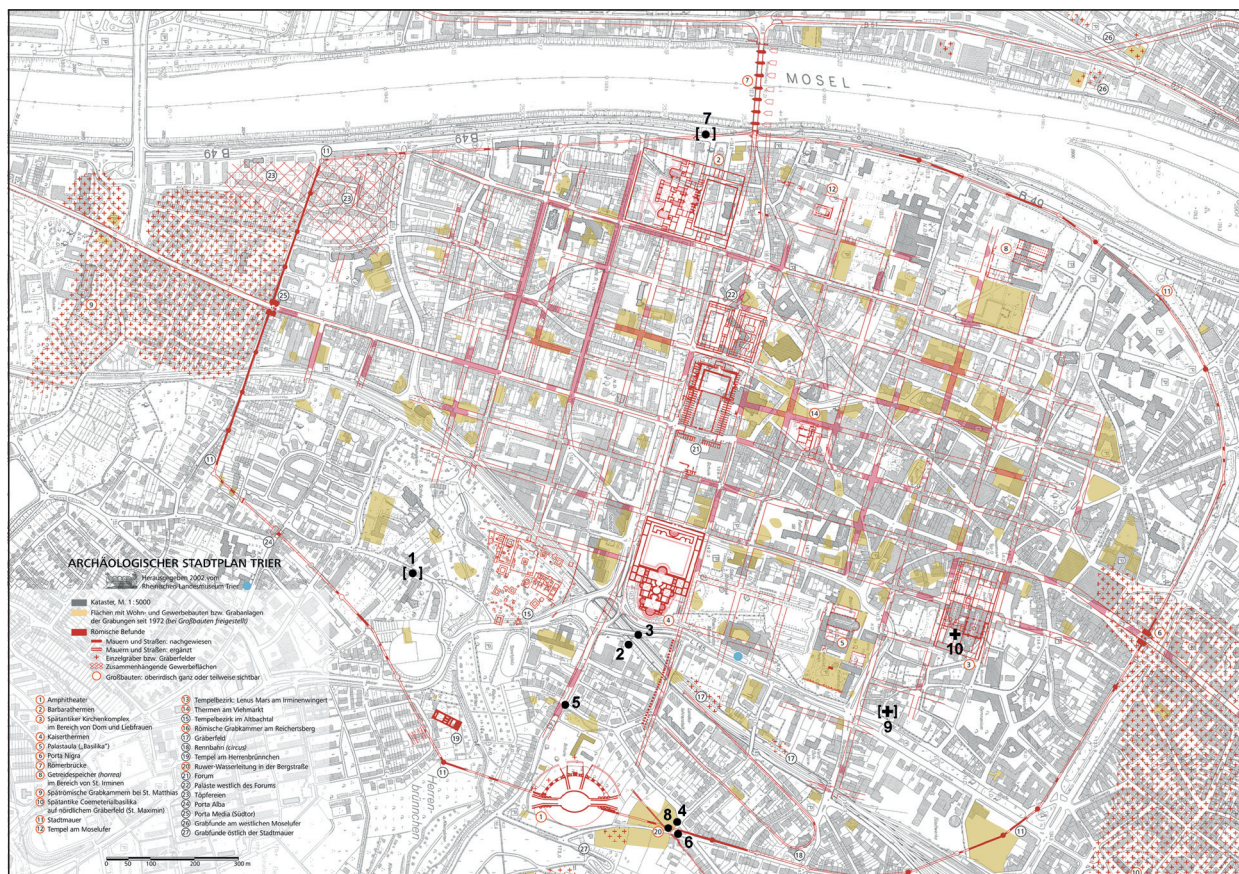 MOSEL
B49
B49
B 49
7
1
2
3
5
4
8
6
9
10
ARCHÄOLOGISCHER STADTPLAN TRIER
Herausgegeben 2002 vom
Rheinischen Landesmuseum Trier
Kataster, M. 1:5000
Flächen mit Wohn- und Gewerbebauten bzw. Grabanlagen
der Grabungen seit 1972 (bei Großbauten freigestellt)
Römische Befunde
Mauern und Straßen: nachgewiesen
Mauern und Straßen: ergänzt
Einzelgräber bzw. Gräberfelder
Zusammenhängende Gewerbeflächen
Großbauten: oberirdisch ganz oder teilweise sichtbar
1 Amphitheater
2 Barbarathermen
3 Spätantiker Kirchenkomplex
im Bereich von Dom und Liebfrauen
4 Kaiserthermen
5 Palastaula („Basilika")
6 Porta Nigra
7 Römerbrücke
8 Getreidespeicher (horrea)
im Bereich von St. Irminen
9 Spätrömische Grabkammern bei St. Matthias
10 Spätantike Coemeterialbasilika
auf nördlichem Gräberfeld (St. Maximin)
11 Stadtmauer
12 Tempel am Moselufer
13 Tempelbezirk: Lenus Mars am Irminenwingert
14 Thermen am Viehmarkt
15 Tempelbezirk im Altbachtal
16 Römische Grabkammer am Reichertsberg
17 Gräberfeld
18 Rennbahn (circus)
19 Tempel am Herrenbrünnchen
20 Ruwer-Wasserleitung in der Bergstraße
21 Forum
22 Paläste westlich des Forums
23 Töpfereien
24 Porta Alba
25 Porta Media (Südtor)
26 Grabfunde am westlichen Moselufer
27 Grabfunde östlich der Stadtmauer
0 50 100 200 300 m
Herren-
brünnchen